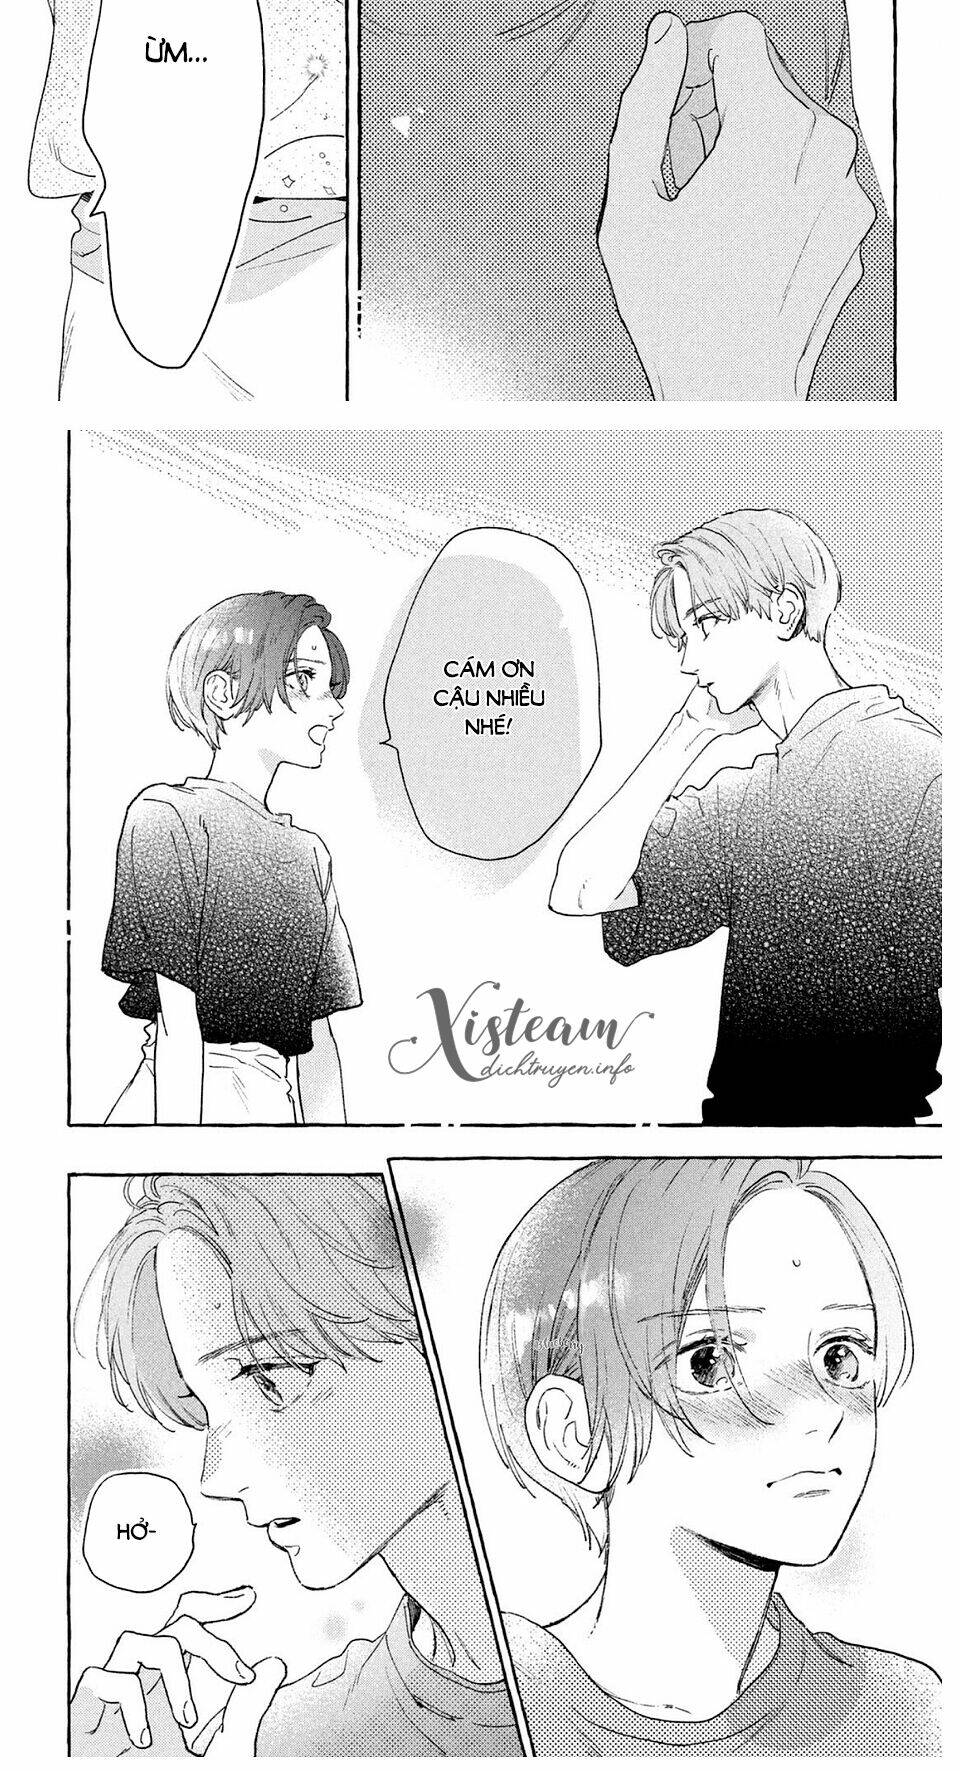 ỪM...
CÁM ƠN
CẬU NHIỀU
NHÉ!
Xisteam
dichtruyen.info
HỞ-